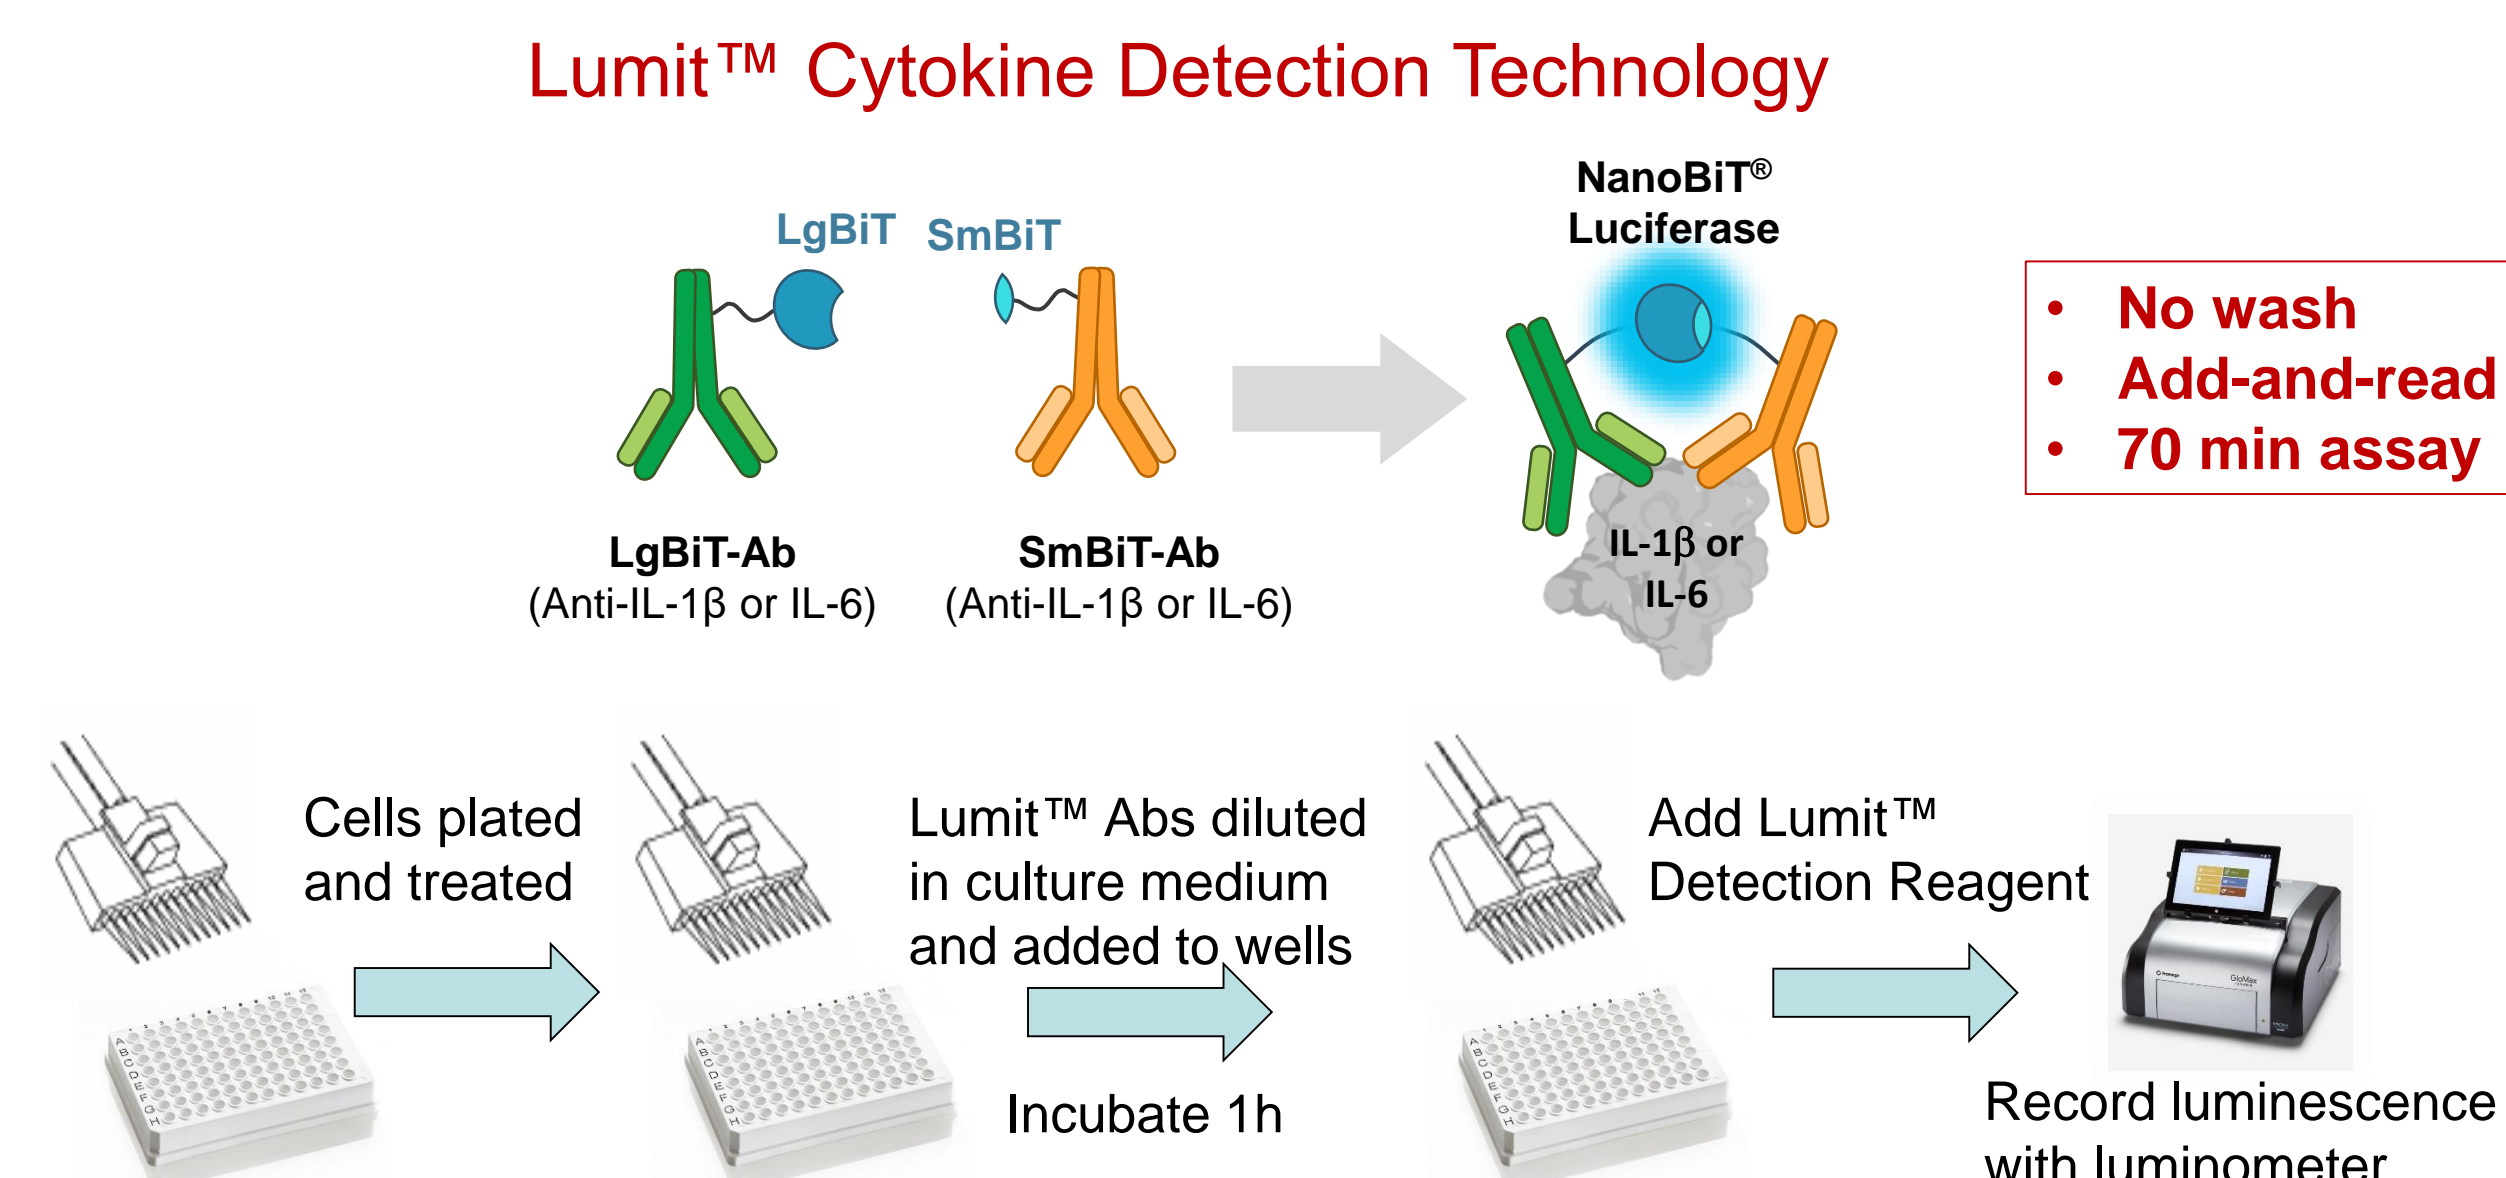 Lumit™ Cytokine Detection Technology
NanoBiT®
Luciferase
LgBiT SmBiT
• No wash
• Add-and-read
• 70 min assay
LgBiT-Ab
(Anti-IL-1β or IL-6)
SmBiT-Ab
(Anti-IL-1β or IL-6)
IL-1β or
IL-6
Cells plated
and treated
Lumit™ Abs diluted
in culture medium
and added to wells
Incubate 1h
Add Lumit™
Detection Reagent
Promega
GloMax
Record luminescence
with luminometer